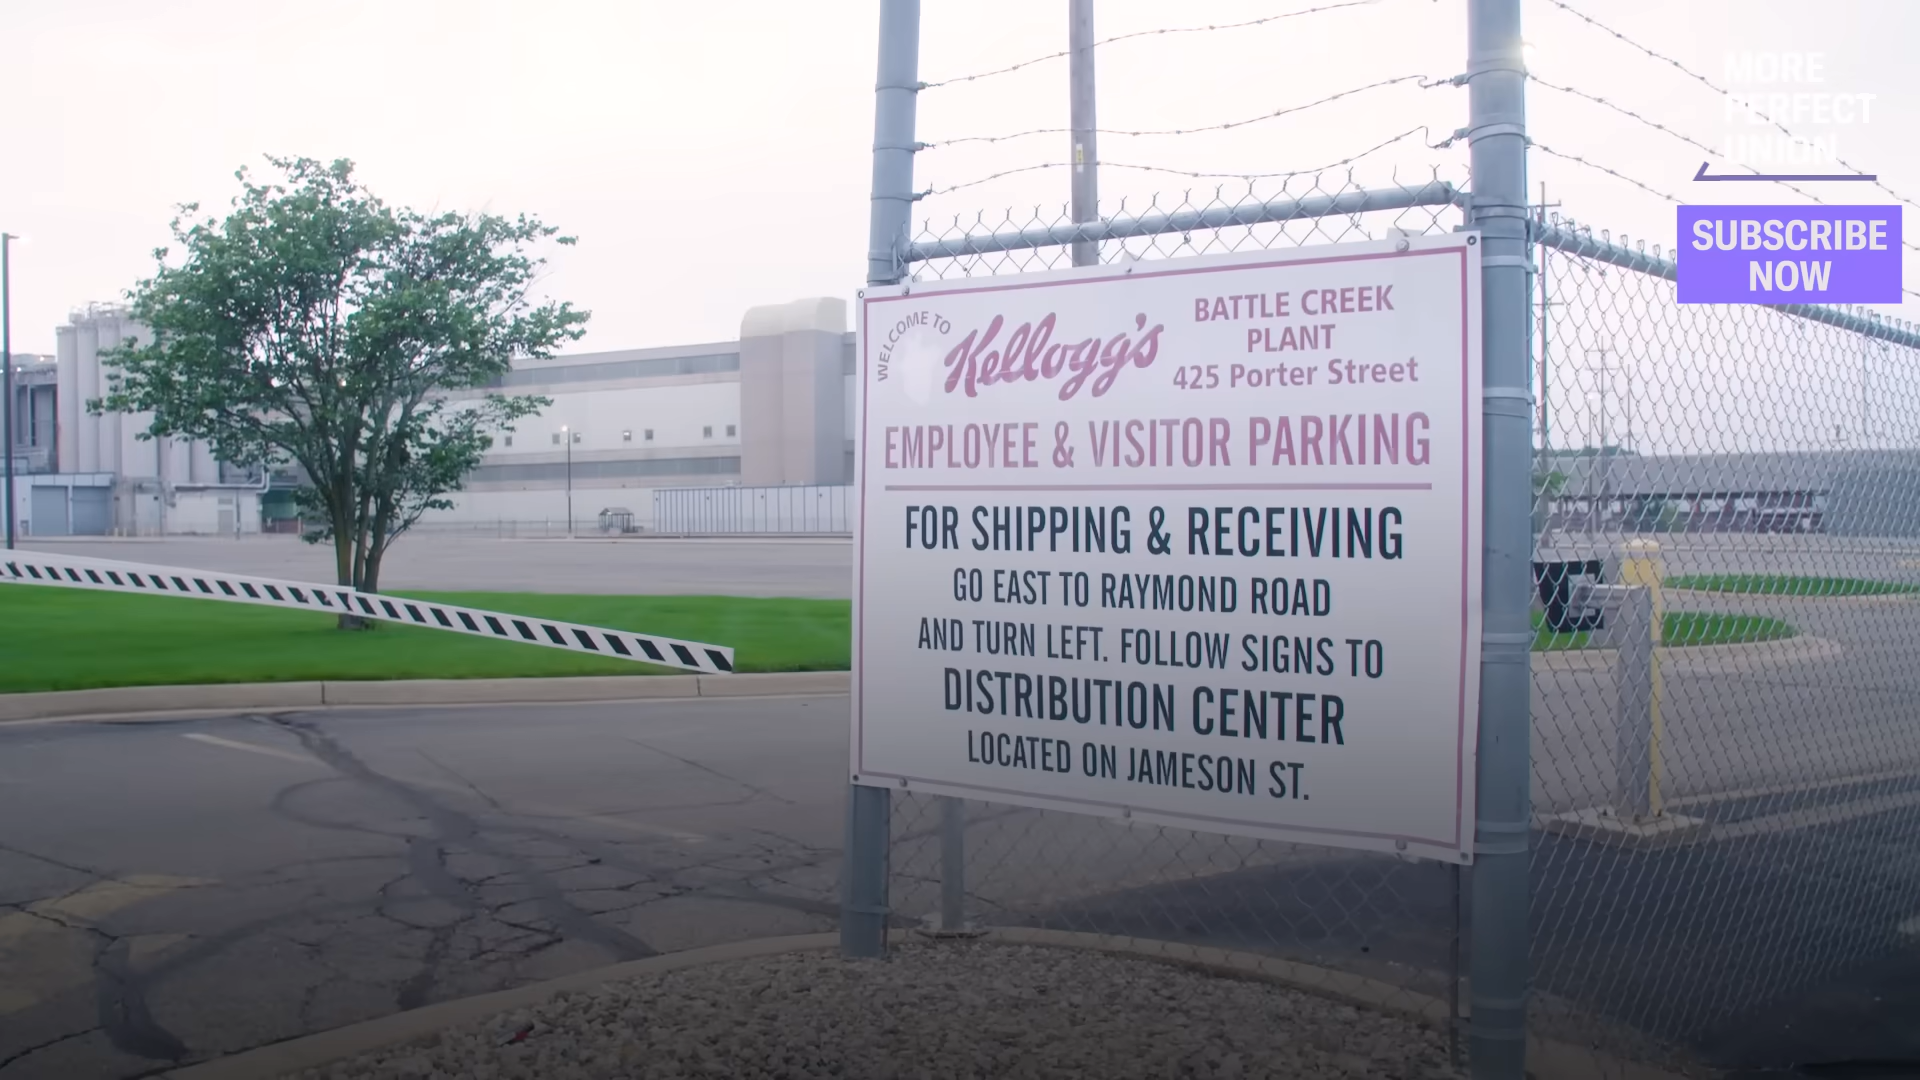 WELCOME TO
Kellogg's
BATTLE CREEK
PLANT
425 Porter Street
EMPLOYEE & VISITOR PARKING
FOR SHIPPING & RECEIVING
GO EAST TO RAYMOND ROAD
AND TURN LEFT. FOLLOW SIGNS TO
DISTRIBUTION CENTER
LOCATED ON JAMESON ST.
MORE
PERFECT
UNION
SUBSCRIBE
NOW